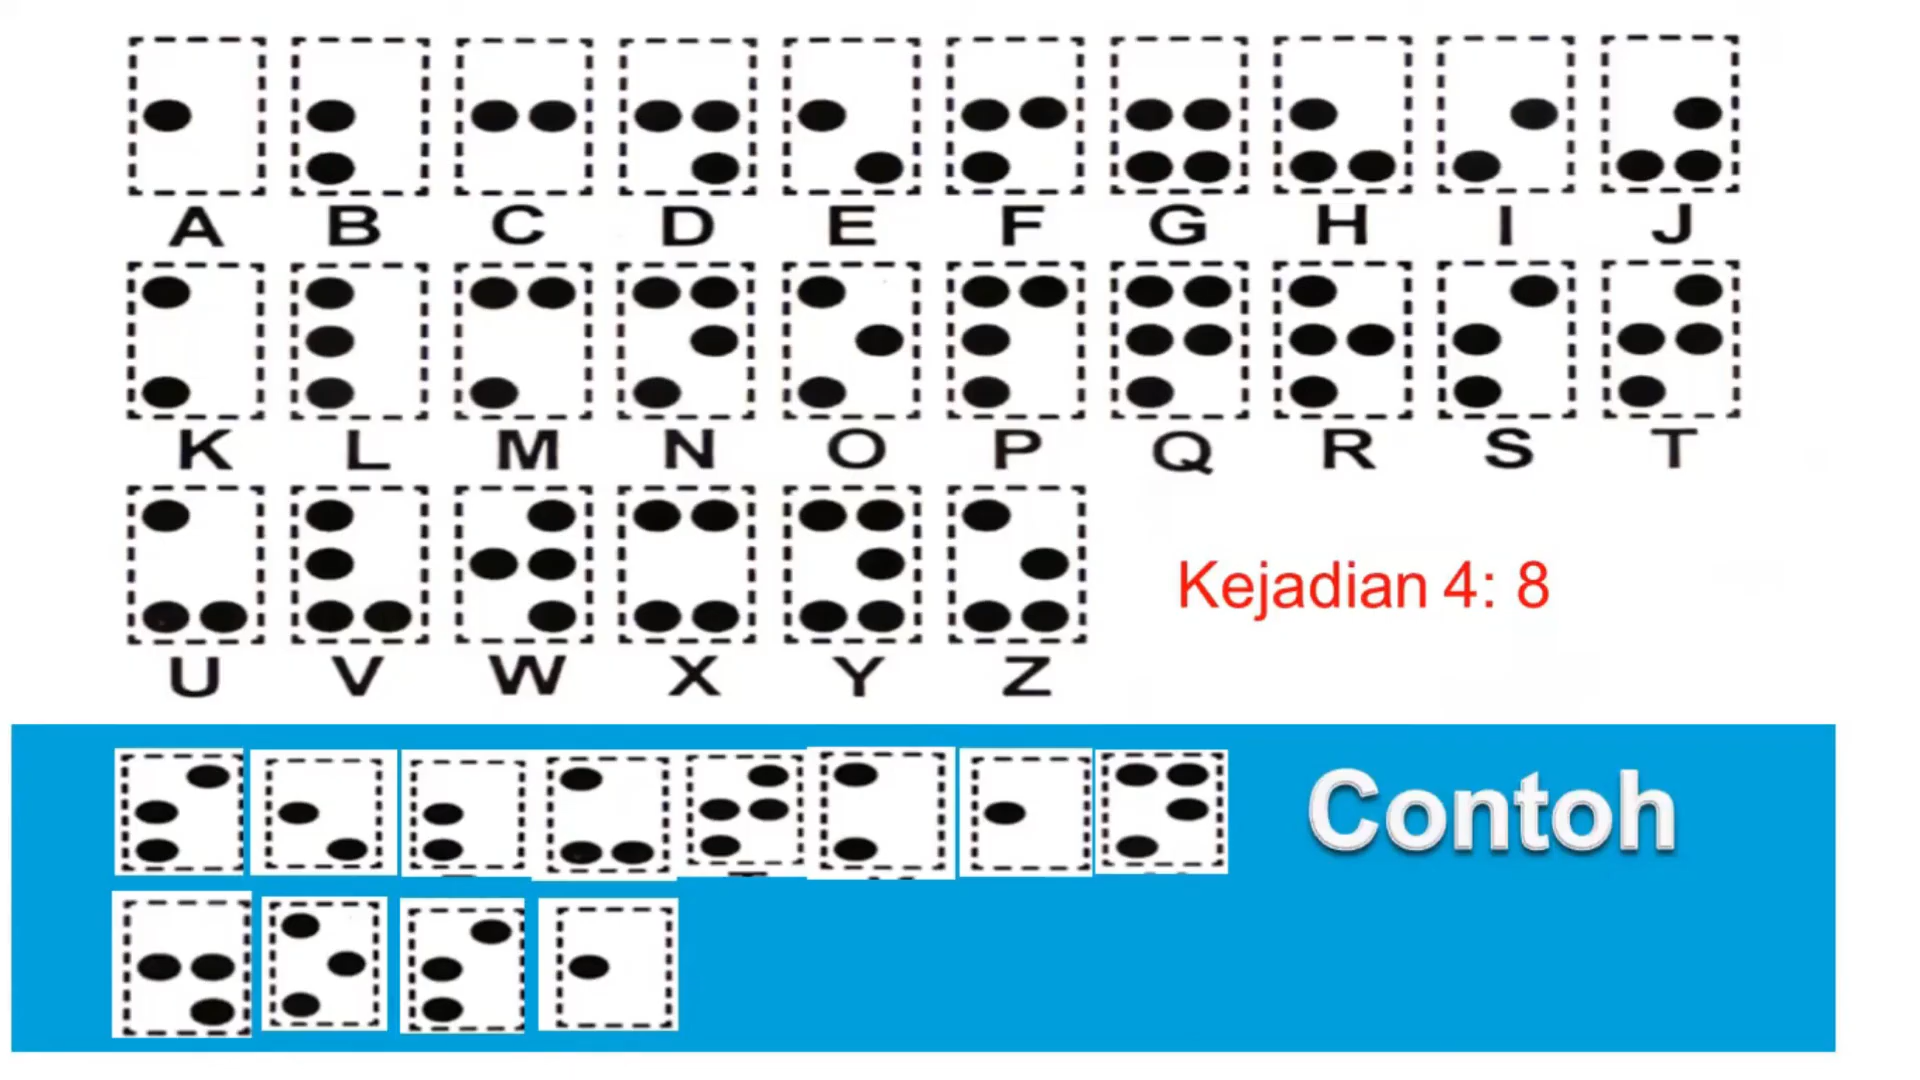 A B C D E F G H I J
K L M N O P Q R S T
U V W X Y Z
Kejadian 4: 8
Contoh